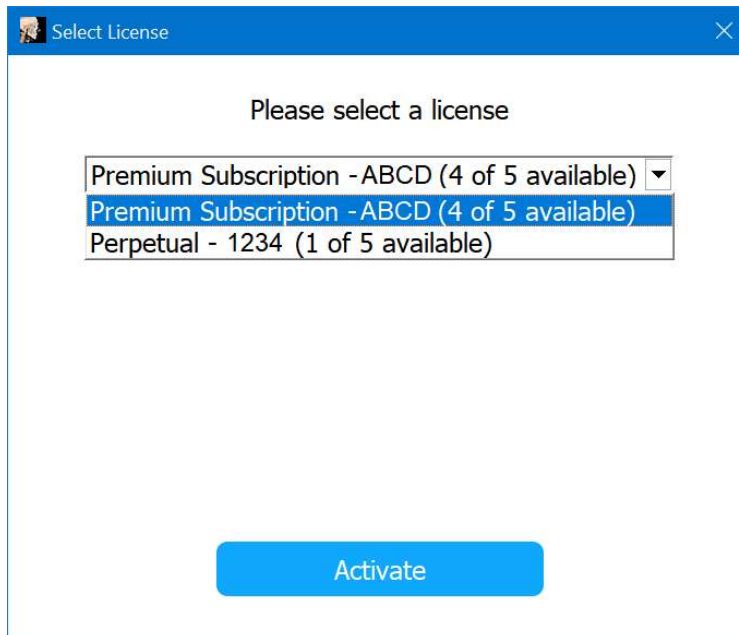 Select License
Please select a license
Premium Subscription - ABCD (4 of 5 available)
Premium Subscription - ABCD (4 of 5 available)
Perpetual - 1234 (1 of 5 available)
Activate